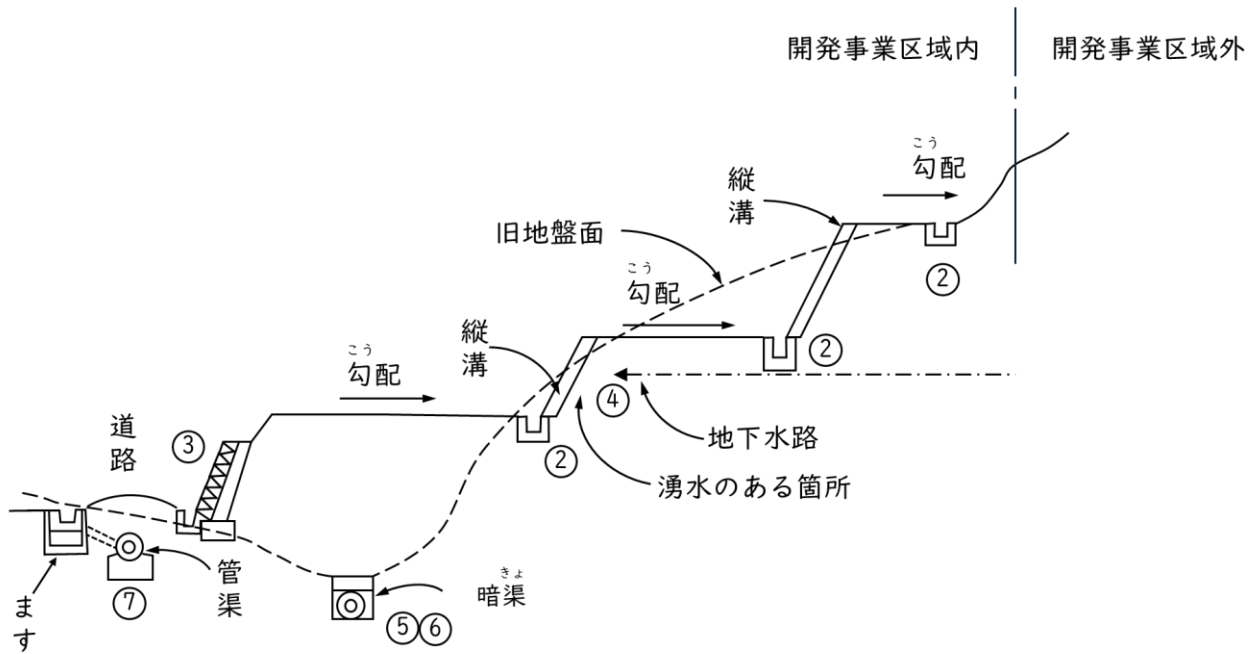 開発事業区域内
開発事業区域外
こう
勾配
縦溝
②
旧地盤面
こう
勾配
②
縦溝
こう
勾配
④
地下水路
②
湧水のある箇所
道路
③
管渠
⑦
ます
きょ
暗渠
⑤⑥